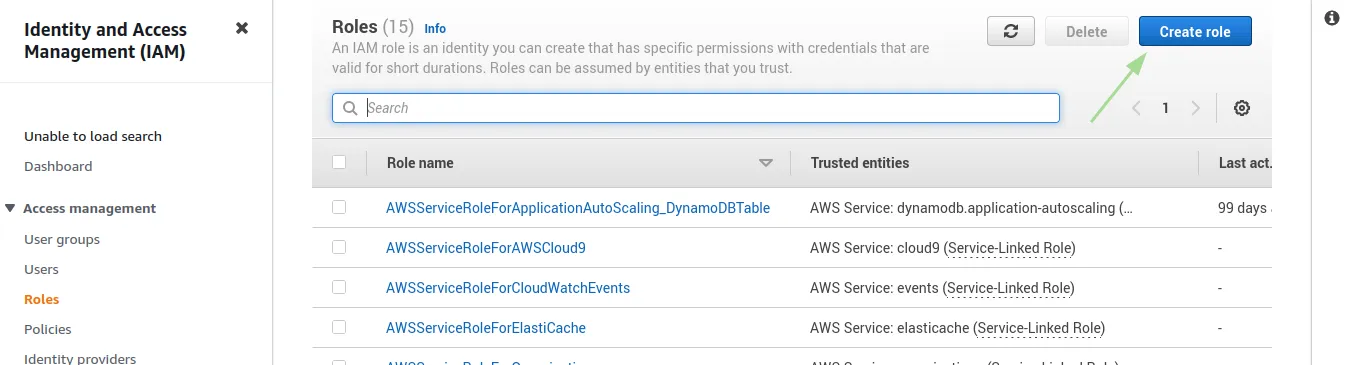 Identity and Access
Management (IAM)
Unable to load search
Dashboard
Access management
User groups
Users
Roles
Policies
Identity providers
Roles (15) Info
An IAM role is an identity you can create that has specific permissions with credentials that are
valid for short durations. Roles can be assumed by entities that you trust.
Delete
Create role
Search
1
Role name Trusted entities Last act.
AWSServiceRoleForApplicationAutoScaling_DynamoDBTable AWS Service: dynamodb.application-autoscaling (… 99 days
AWSServiceRoleForAWSCloud9 AWS Service: cloud9 (Service-Linked Role) -
AWSServiceRoleForCloudWatchEvents AWS Service: events (Service-Linked Role) -
AWSServiceRoleForElastiCache AWS Service: elasticache (Service-Linked Role) -